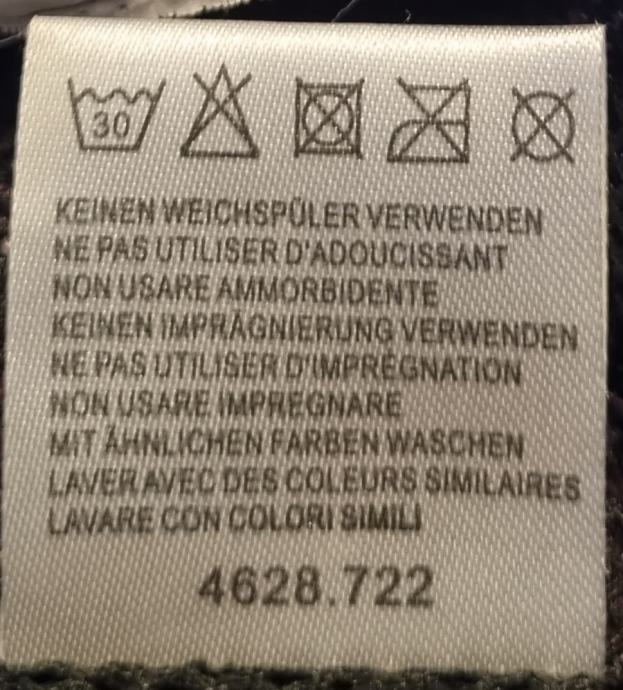 30
KEINEN WEICHSPÜLER VERWENDEN
NE PAS UTILISER D'ADOUCISSANT
NON USARE AMMORBIDENTE
KEINEN IMPRÄGNIERUNG VERWENDEN
NE PAS UTILISER D'IMPRÉGNATION
NON USARE IMPREGNARE
MIT ÄHNLICHEN FARBEN WASCHEN
LAVER AVEC DES COLEURS SIMILAIRES
LAVARE CON COLORI SIMILI
4628.722